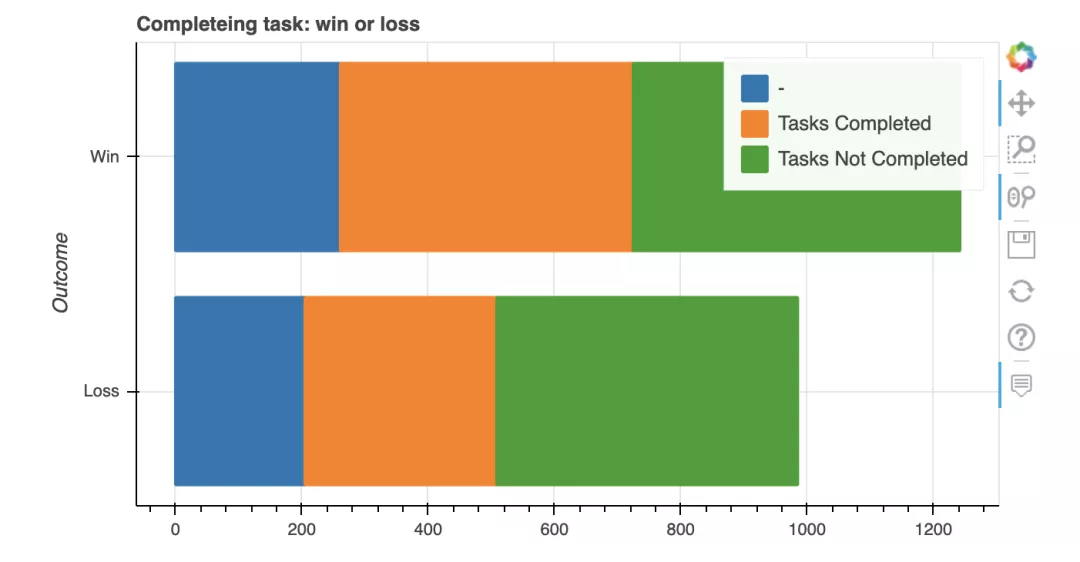 Completeing task: win or loss
-
Tasks Completed
Tasks Not Completed
Win
Outcome
Loss
0 200 400 600 800 1000 1200